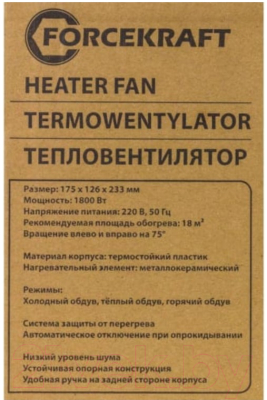 FORCEKRAFT
HEATER FAN
TERMOWENTYLATOR
ТЕПЛОВЕНТИЛЯТОР
Размер: 175 x 126 x 233 мм
Мощность: 1800 Вт
Напряжение питания: 220 В, 50 Гц
Рекомендуемая площадь обогрева: 18 м³
Вращение влево и вправо на 75°
Материал корпуса: термостойкий пластик
Нагревательный элемент: металлокерамический
Режимы:
Холодный обдув, тёплый обдув, горячий обдув
Система защиты от перегрева
Автоматическое отключение при опрокидывании
Низкий уровень шума
Устойчивая опорная конструкция
Удобная ручка на задней стороне корпуса